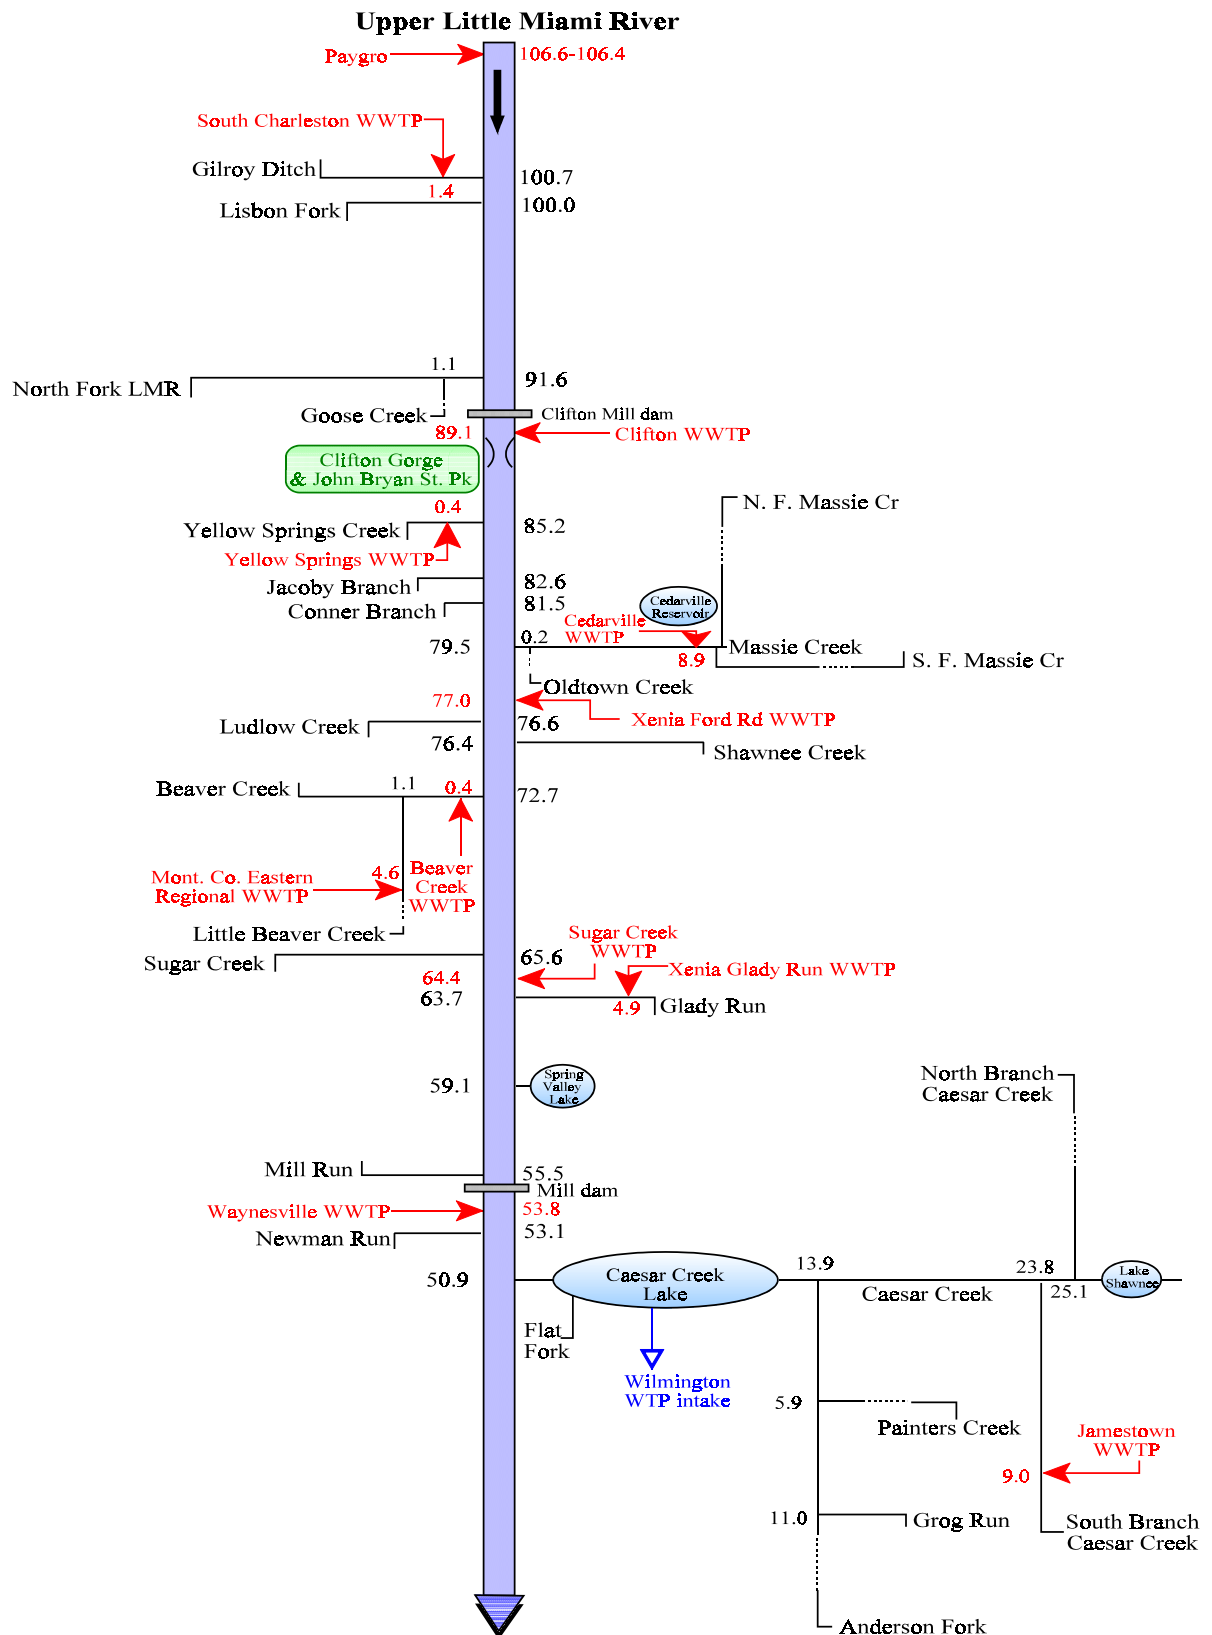 Upper Little Miami River
Paygro
106.6-106.4
South Charleston WWTP
Gilroy Ditch
100.7
1.4
Lisbon Fork
100.0
1.1
North Fork LMR
91.6
Goose Creek
Clifton Mill dam
89.1
Clifton WWTP
Clifton Gorge
& John Bryan St. Pk
N. F. Massie Cr
0.4
Yellow Springs Creek
85.2
Yellow Springs WWTP
Jacoby Branch
82.6
Conner Branch
81.5
Cedarville
Reservoir
Cedarville
WWTP
79.5
0.2
Massie Creek
8.9
S. F. Massie Cr
Oldtown Creek
77.0
Xenia Ford Rd WWTP
Ludlow Creek
76.6
76.4
Shawnee Creek
Beaver Creek
1.1
0.4
72.7
Mont. Co. Eastern
Regional WWTP
4.6
Beaver
Creek
WWTP
Little Beaver Creek
Sugar Creek
WWTP
Sugar Creek
65.6
64.4
Xenia Glady Run WWTP
63.7
4.9
Glady Run
59.1
Spring
Valley
Lake
North Branch
Caesar Creek
Mill Run
55.5
Mill dam
Waynesville WWTP
53.8
Newman Run
53.1
50.9
Caesar Creek
Lake
13.9
Caesar Creek
23.8
25.1
Lake
Shawnee
Flat
Fork
Wilmington
WTP intake
5.9
Painters Creek
Jamestown
WWTP
9.0
11.0
Grog Run
South Branch
Caesar Creek
Anderson Fork